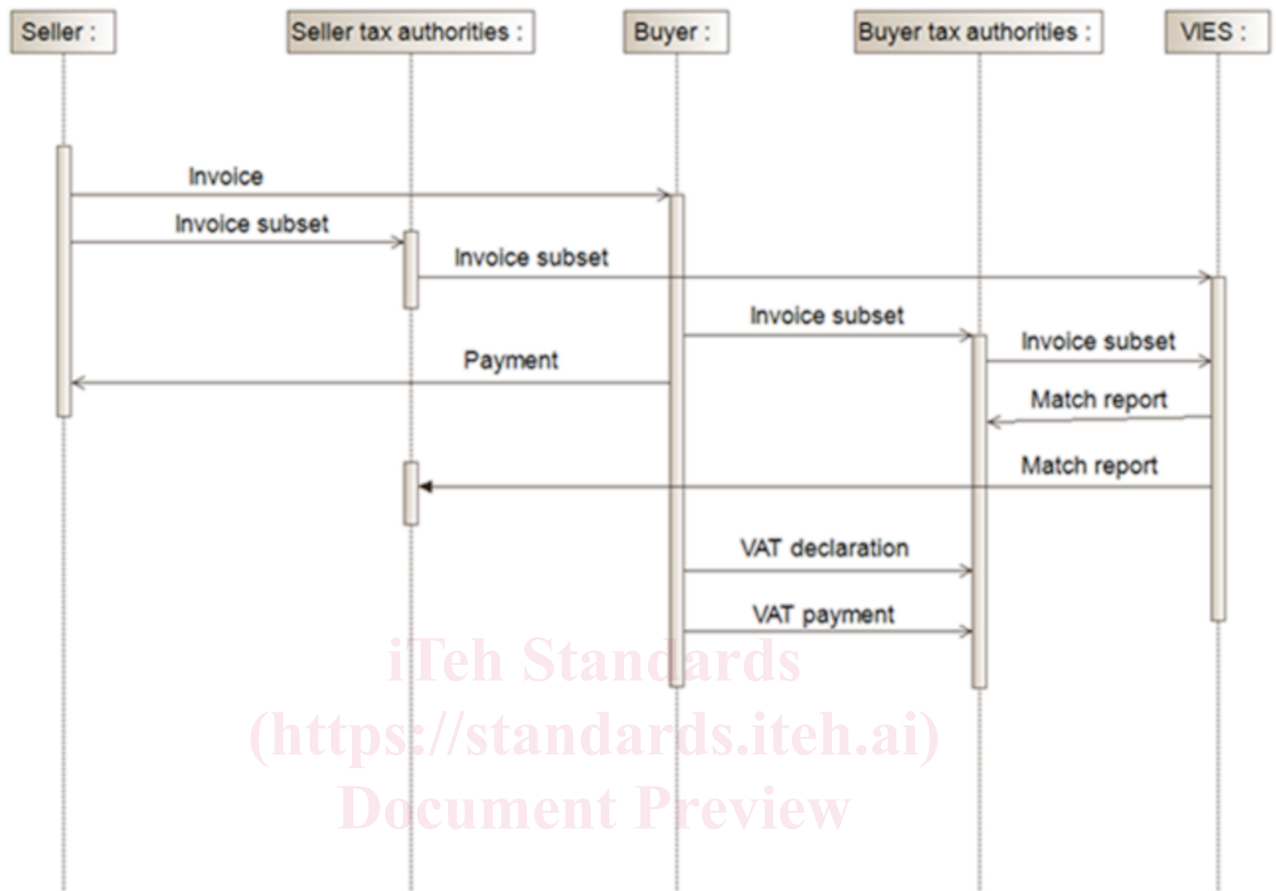 Seller :
Seller tax authorities :
Buyer :
Buyer tax authorities :
VIES :
Invoice
Invoice subset
Invoice subset
Invoice subset
Invoice subset
Payment
Match report
Match report
VAT declaration
VAT payment
iTeh Standards
(https://standards.iteh.ai)
Document Preview